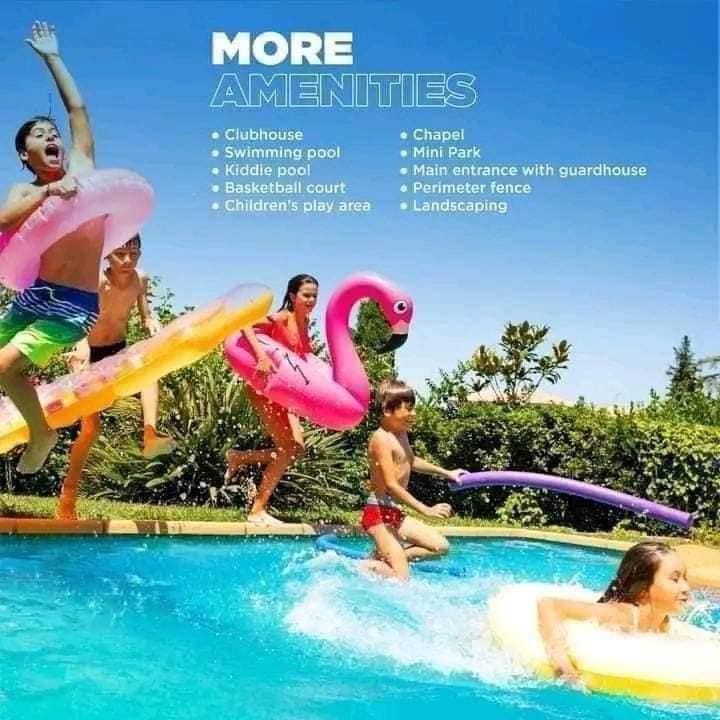 MORE
AMENITIES
• Clubhouse
• Swimming pool
• Kiddie pool
• Basketball court
• Children's play area
• Chapel
• Mini Park
• Main entrance with guardhouse
• Perimeter fence
• Landscaping